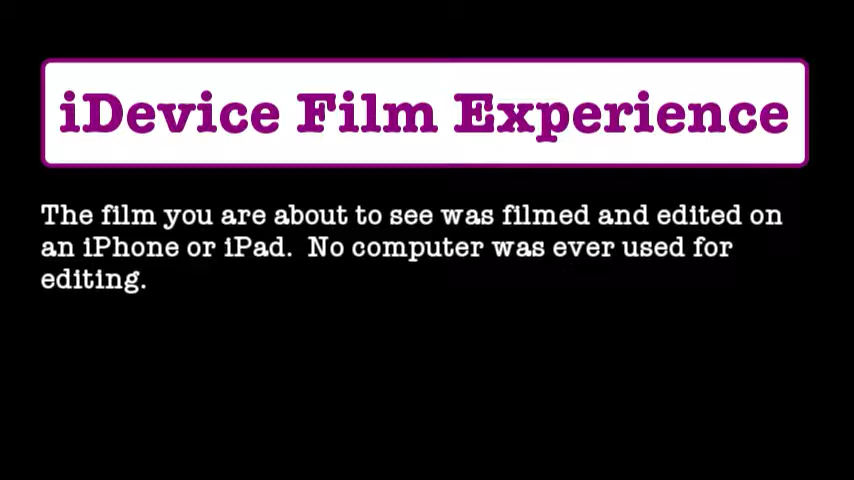 iDevice Film Experience
The film you are about to see was filmed and edited on
an iPhone or iPad.  No computer was ever used for
editing.